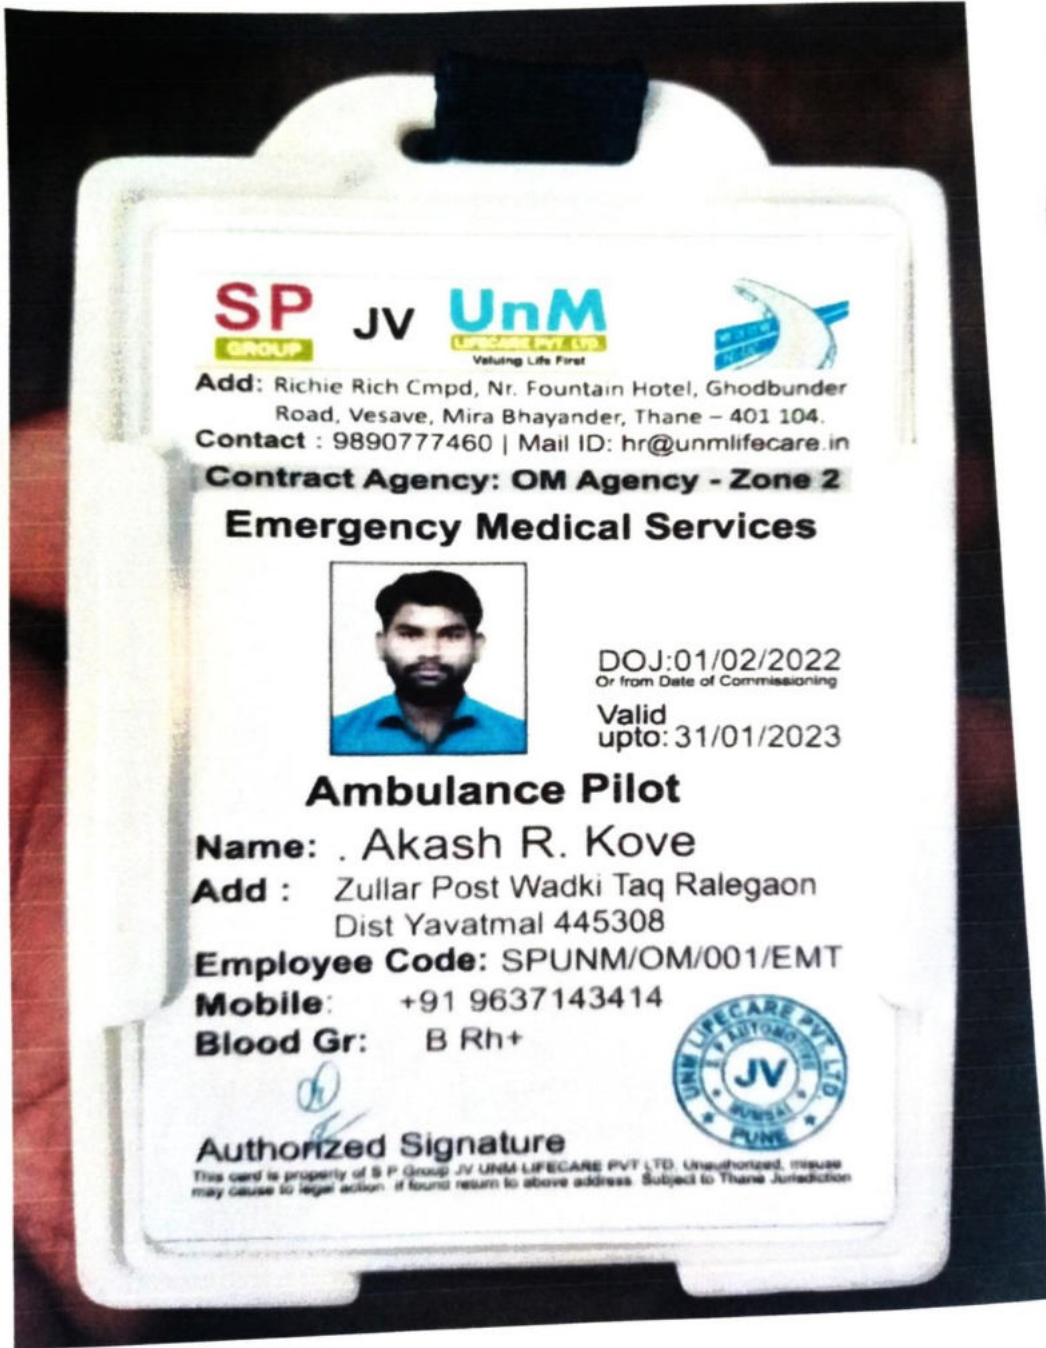 SP
GROUP
JV
UnM
LIFECARE PVT. LTD.
Valuing Life First
Add: Richie Rich Cmpd, Nr. Fountain Hotel, Ghodbunder
Road, Vesave, Mira Bhayander, Thane – 401 104.
Contact : 9890777460 | Mail ID: hr@unmlifecare.in
Contract Agency: OM Agency - Zone 2
Emergency Medical Services
DOJ:01/02/2022
Or from Date of Commissioning
Valid
upto: 31/01/2023
Ambulance Pilot
Name: . Akash R. Kove
Add : Zullar Post Wadki Taq Ralegaon
Dist Yavatmal 445308
Employee Code: SPUNM/OM/001/EMT
Mobile: +91 9637143414
Blood Gr: B Rh+
UNM LIFECARE PVT. LTD.
S P AUTOMOTIVE
JV
MUMBAI
PUNE
Authorized Signature
This card is property of S P Group JV UNM LIFECARE PVT LTD. Unauthorized, misuse
may cause to legal action. If found return to above address. Subject to Thane Jurisdiction